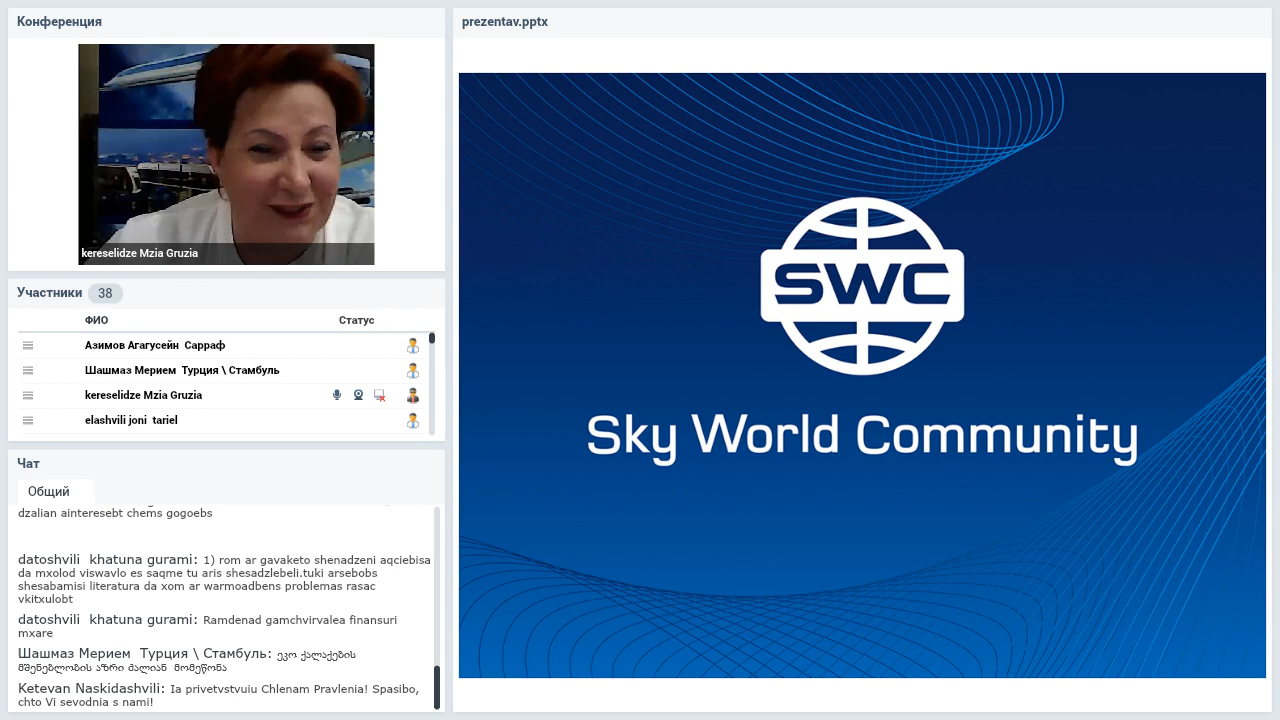 Конференция
kereselidze Mzia Gruzia
Участники 38
ФИО Статус
Азимов Агагусейн Сарраф
Шашмаз Мерием Турция \ Стамбуль
kereselidze Mzia Gruzia
elashvili joni tariel
Чат
Общий
dzalian ainteresebt chems gogoebs
datoshvili khatuna gurami: 1) rom ar gavaketo shenadzeni aqciebisa
da mxolod viswavlo es saqme tu aris shesadzlebeli.tuki arsebobs
shesabamisi literatura da xom ar warmoadbens problemas rasac
vkitxulobt
datoshvili khatuna gurami: Ramdenad gamchvirvalea finansuri
mxare
Шашмаз Мерием Турция \ Стамбуль: ეკო ქალაქების
მშენებლობის აზრი ძალიან მომეწონა
Ketevan Naskidashvili: Ia privetvstvuiu Chlenam Pravlenia! Spasibo,
chto Vi sevodnia s nami!
prezentav.pptx
SWC
Sky World Community